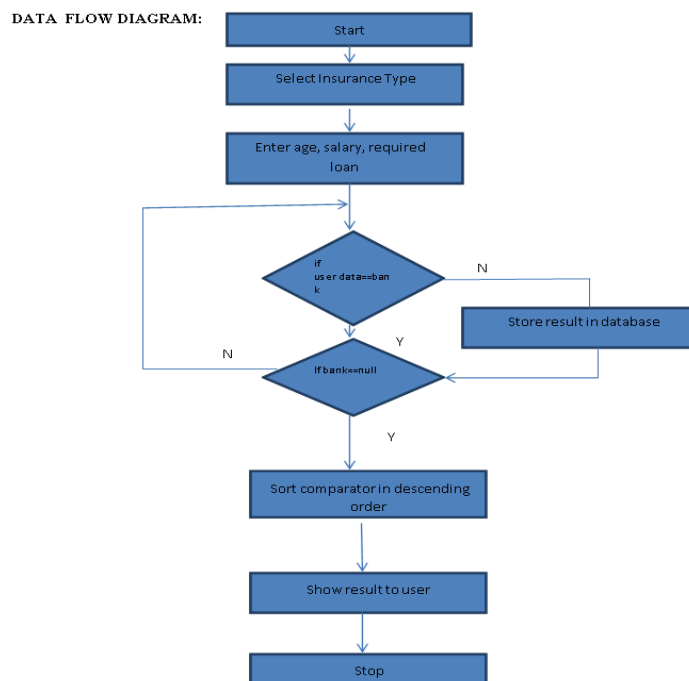 DATA FLOW DIAGRAM:
Start
Select Insurance Type
Enter age, salary, required
loan
if
user data==ban
k
N
Store result in database
Y
If bank==null
N
Y
Sort comparator in descending
order
Show result to user
Stop